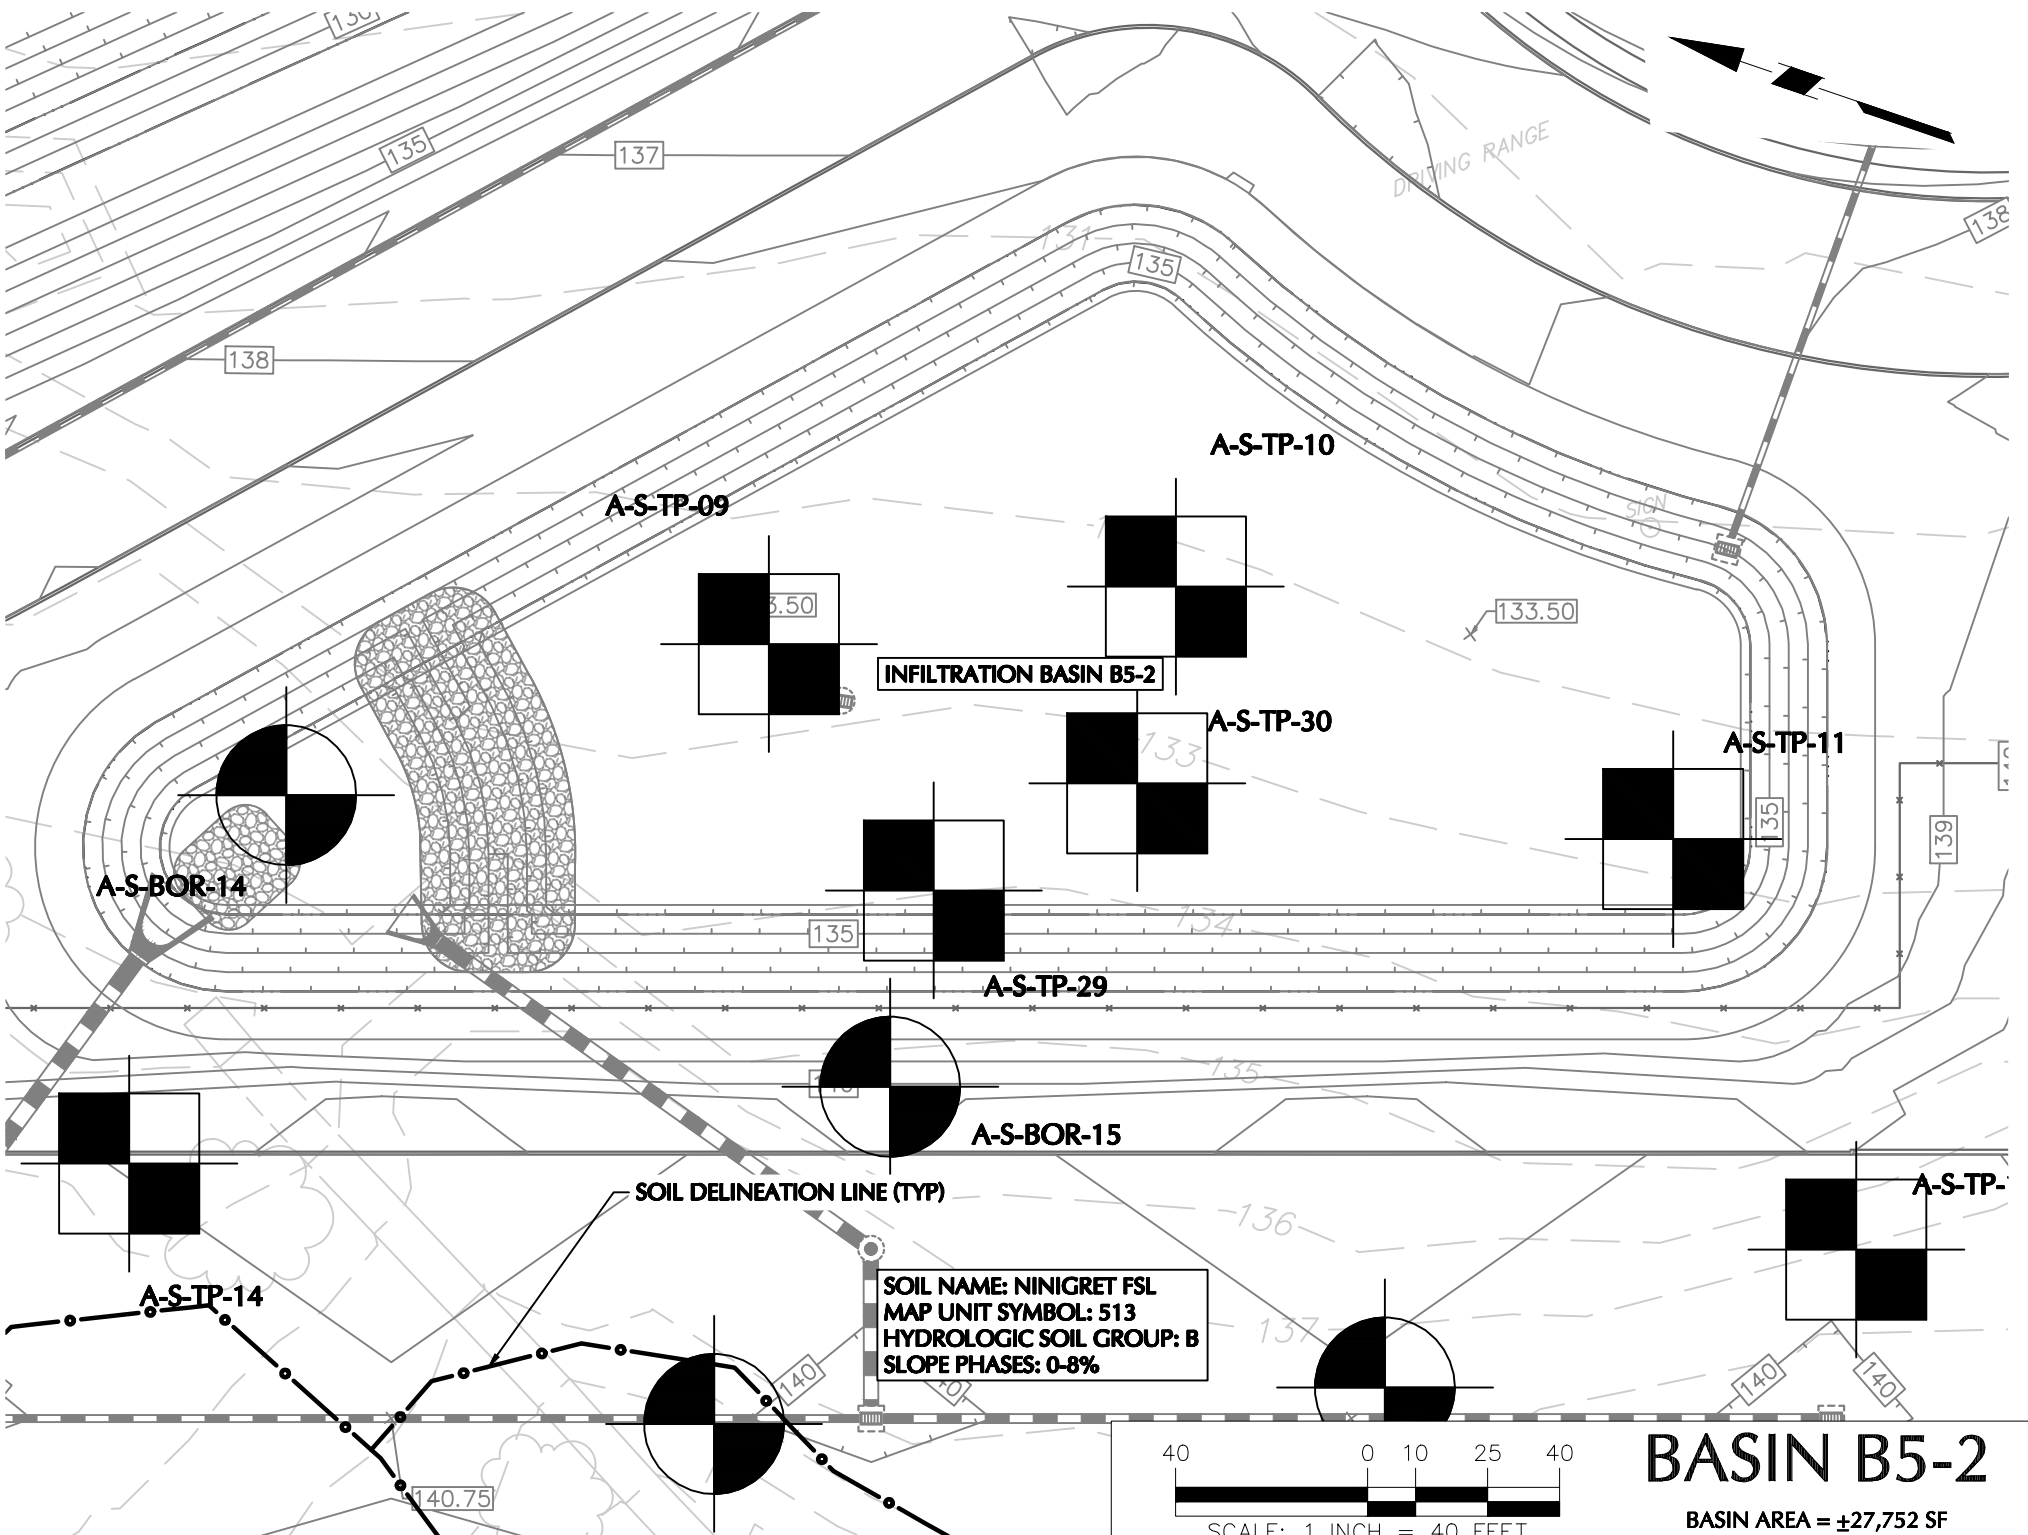 135
137
DRIVING RANGE
138
131
135
138
A-S-TP-10
A-S-TP-09
SIGN
133.50
INFILTRATION BASIN B5-2
A-S-TP-30
133
A-S-TP-11
135
139
A-S-BOR-14
134
135
A-S-TP-29
135
A-S-BOR-15
SOIL DELINEATION LINE (TYP)
136
A-S-TP-14
SOIL NAME: NINIGRET FSL
MAP UNIT SYMBOL: 513
HYDROLOGIC SOIL GROUP: B
SLOPE PHASES: 0-8%
137
140
140
140
140.75
40 0 10 25 40
SCALE: 1 INCH = 40 FEET
BASIN B5-2
BASIN AREA = ±27,752 SF